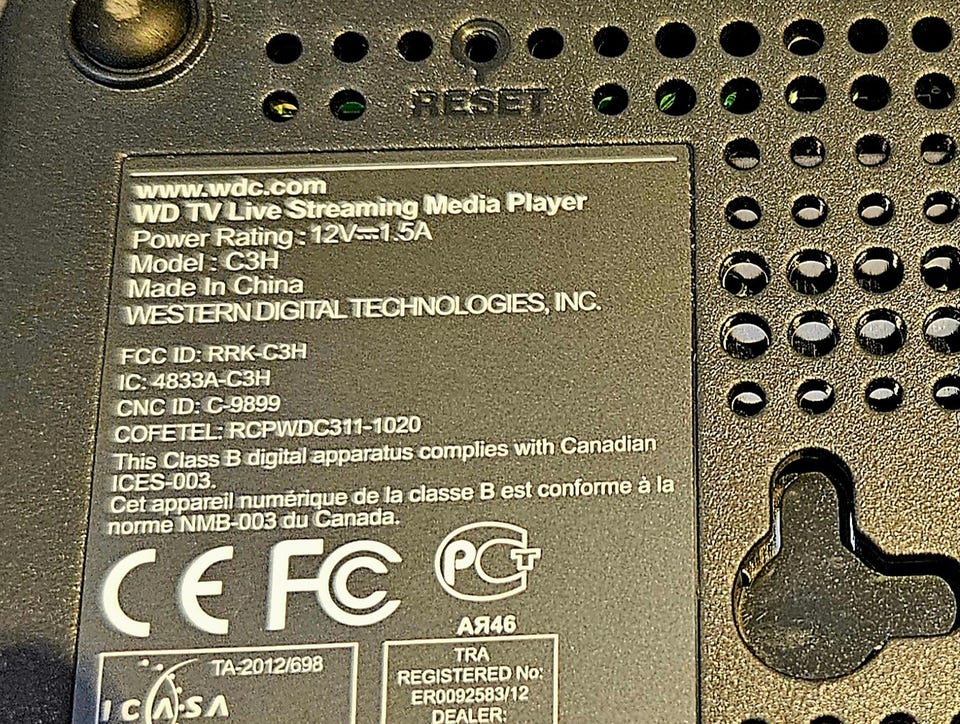 RESET
www.wdc.com
WD TV Live Streaming Media Player
Power Rating : 12V⎓1.5A
Model : C3H
Made In China
WESTERN DIGITAL TECHNOLOGIES, INC.
FCC ID: RRK-C3H
IC: 4833A-C3H
CNC ID: C-9899
COFETEL: RCPWDC311-1020
This Class B digital apparatus complies with Canadian
ICES-003.
Cet appareil numérique de la classe B est conforme à la
norme NMB-003 du Canada.
CE FC PCT
АЯ46
TA-2012/698
ICASA
TRA
REGISTERED No:
ER0092583/12
DEALER: